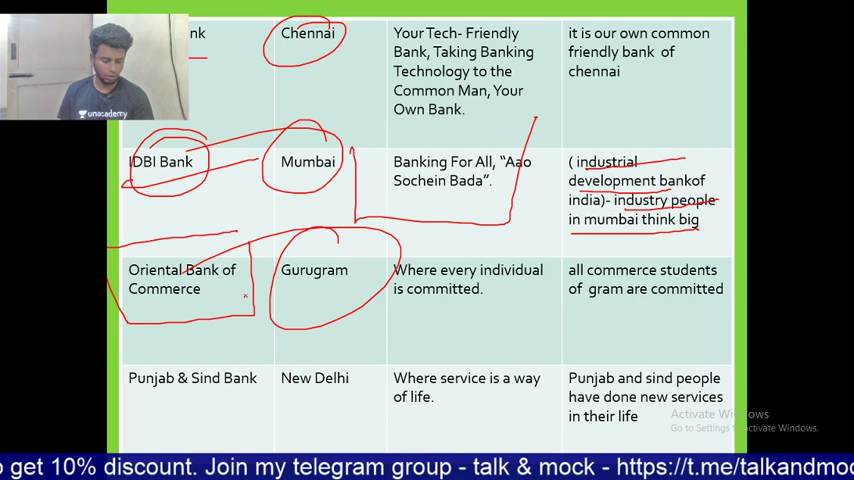 nk
Chennai
Your Tech- Friendly
Bank, Taking Banking
Technology to the
Common Man, Your
Own Bank.
it is our own common
friendly bank of
chennai
unacademy
IDBI Bank
Mumbai
Banking For All, “Aao
Sochein Bada”.
( industrial
development bankof
india)- industry people
in mumbai think big
Oriental Bank of
Commerce
Gurugram
Where every individual
is committed.
all commerce students
of gram are committed
Punjab & Sind Bank
New Delhi
Where service is a way
of life.
Punjab and sind people
have done new services
in their life
Activate Windows
Go to Settings to activate Windows.
o get 10% discount. Join my telegram group - talk & mock - https://t.me/talkandmoc